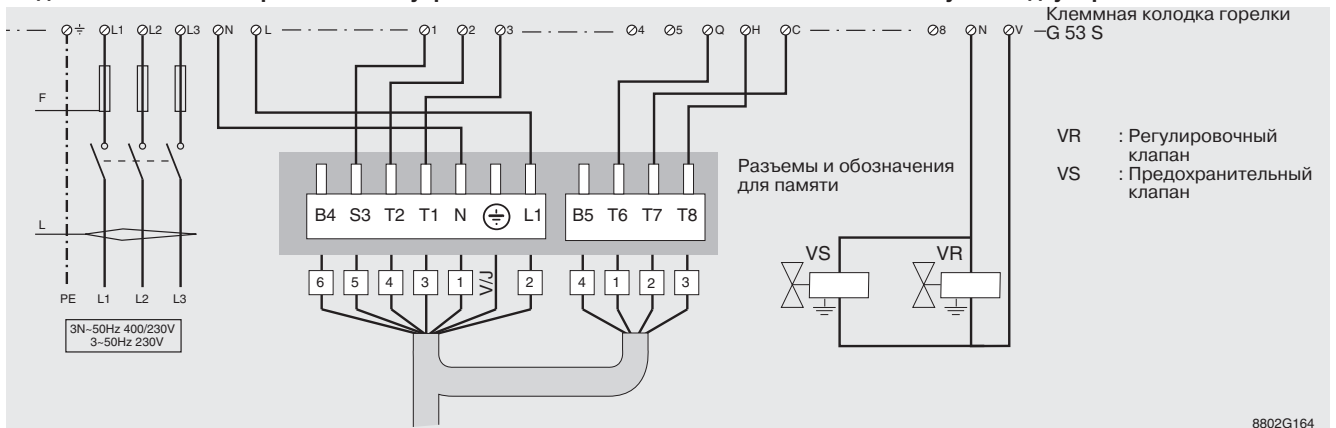 L1 L2 L3 N L 1 2 3 4 5 Q H C 8 N V
Клеммная колодка горелки
G 53 S
F
VR : Регулировочный
клапан
VS : Предохранительный
клапан
Разъемы и обозначения
для памяти
B4 S3 T2 T1 N L1 B5 T6 T7 T8
L
VS VR
6 5 4 3 1 V/J 2 4 1 2 3
PE L1 L2 L3
3N~50Hz 400/230V
3~50Hz 230V
8802G164